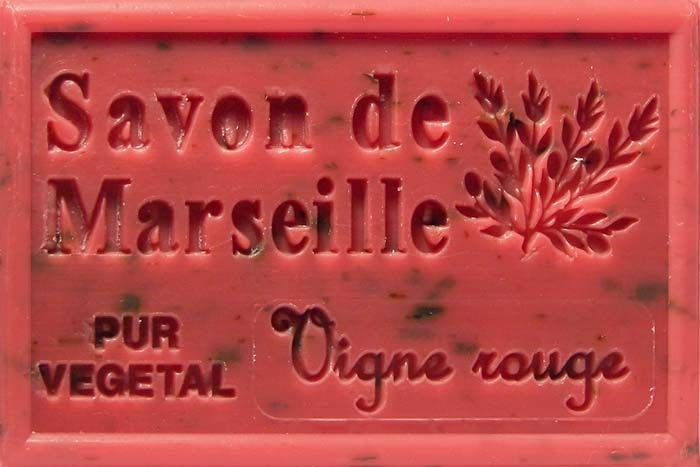 Savon de
Marseille
PUR
VEGETAL
Vigne rouge